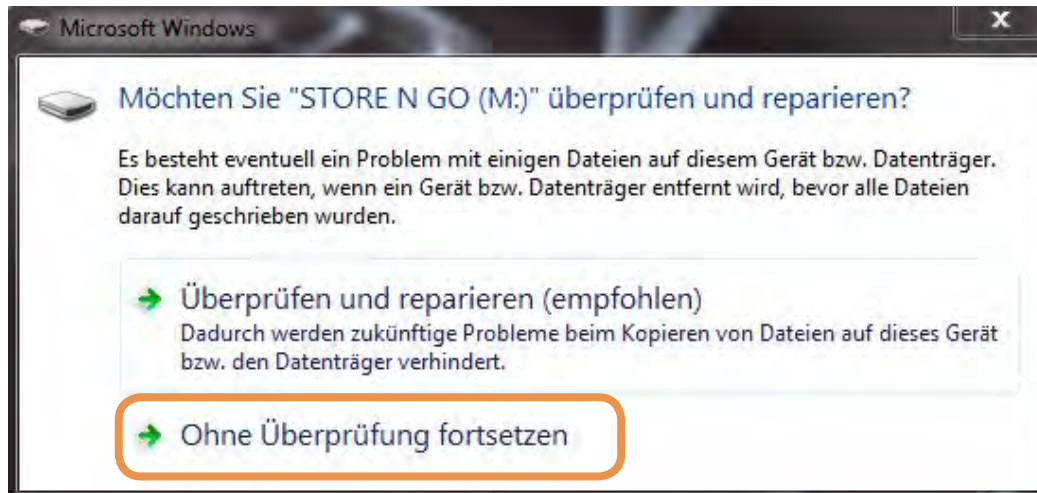 Microsoft Windows
Möchten Sie "STORE N GO (M:)" überprüfen und reparieren?
Es besteht eventuell ein Problem mit einigen Dateien auf diesem Gerät bzw. Datenträger.
Dies kann auftreten, wenn ein Gerät bzw. Datenträger entfernt wird, bevor alle Dateien
darauf geschrieben wurden.
Überprüfen und reparieren (empfohlen)
Dadurch werden zukünftige Probleme beim Kopieren von Dateien auf dieses Gerät
bzw. den Datenträger verhindert.
Ohne Überprüfung fortsetzen